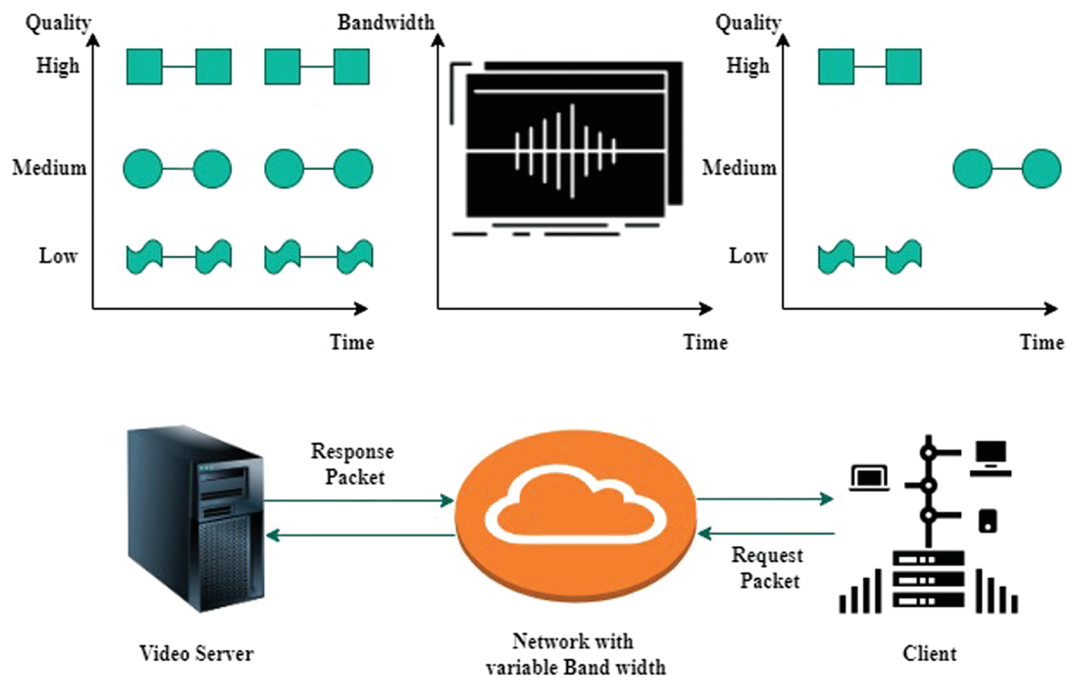 Quality
High
Medium
Low
Time
Bandwidth
Time
Quality
High
Medium
Low
Time
Response
Packet
Request
Packet
Video Server
Network with
variable Band width
Client